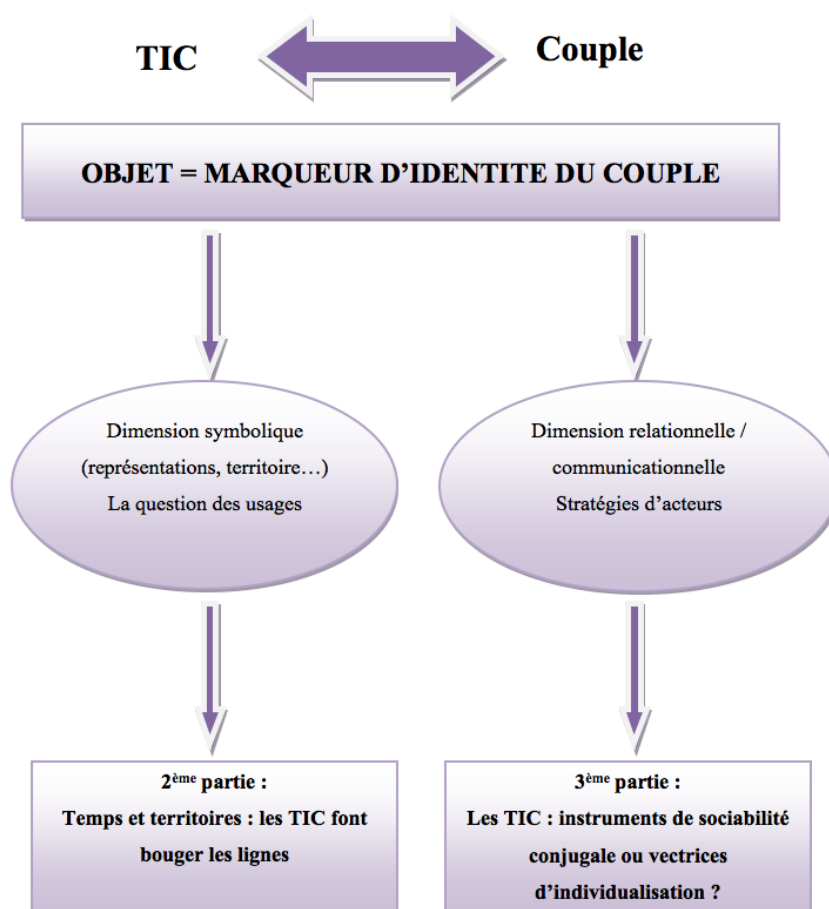 TIC
Couple
OBJET = MARQUEUR D'IDENTITE DU COUPLE
Dimension symbolique
(représentations, territoire…)
La question des usages
Dimension relationnelle /
communicationnelle
Stratégies d'acteurs
2ème partie :
Temps et territoires : les TIC font
bouger les lignes
3ème partie :
Les TIC : instruments de sociabilité
conjugale ou vectrices
d'individualisation ?